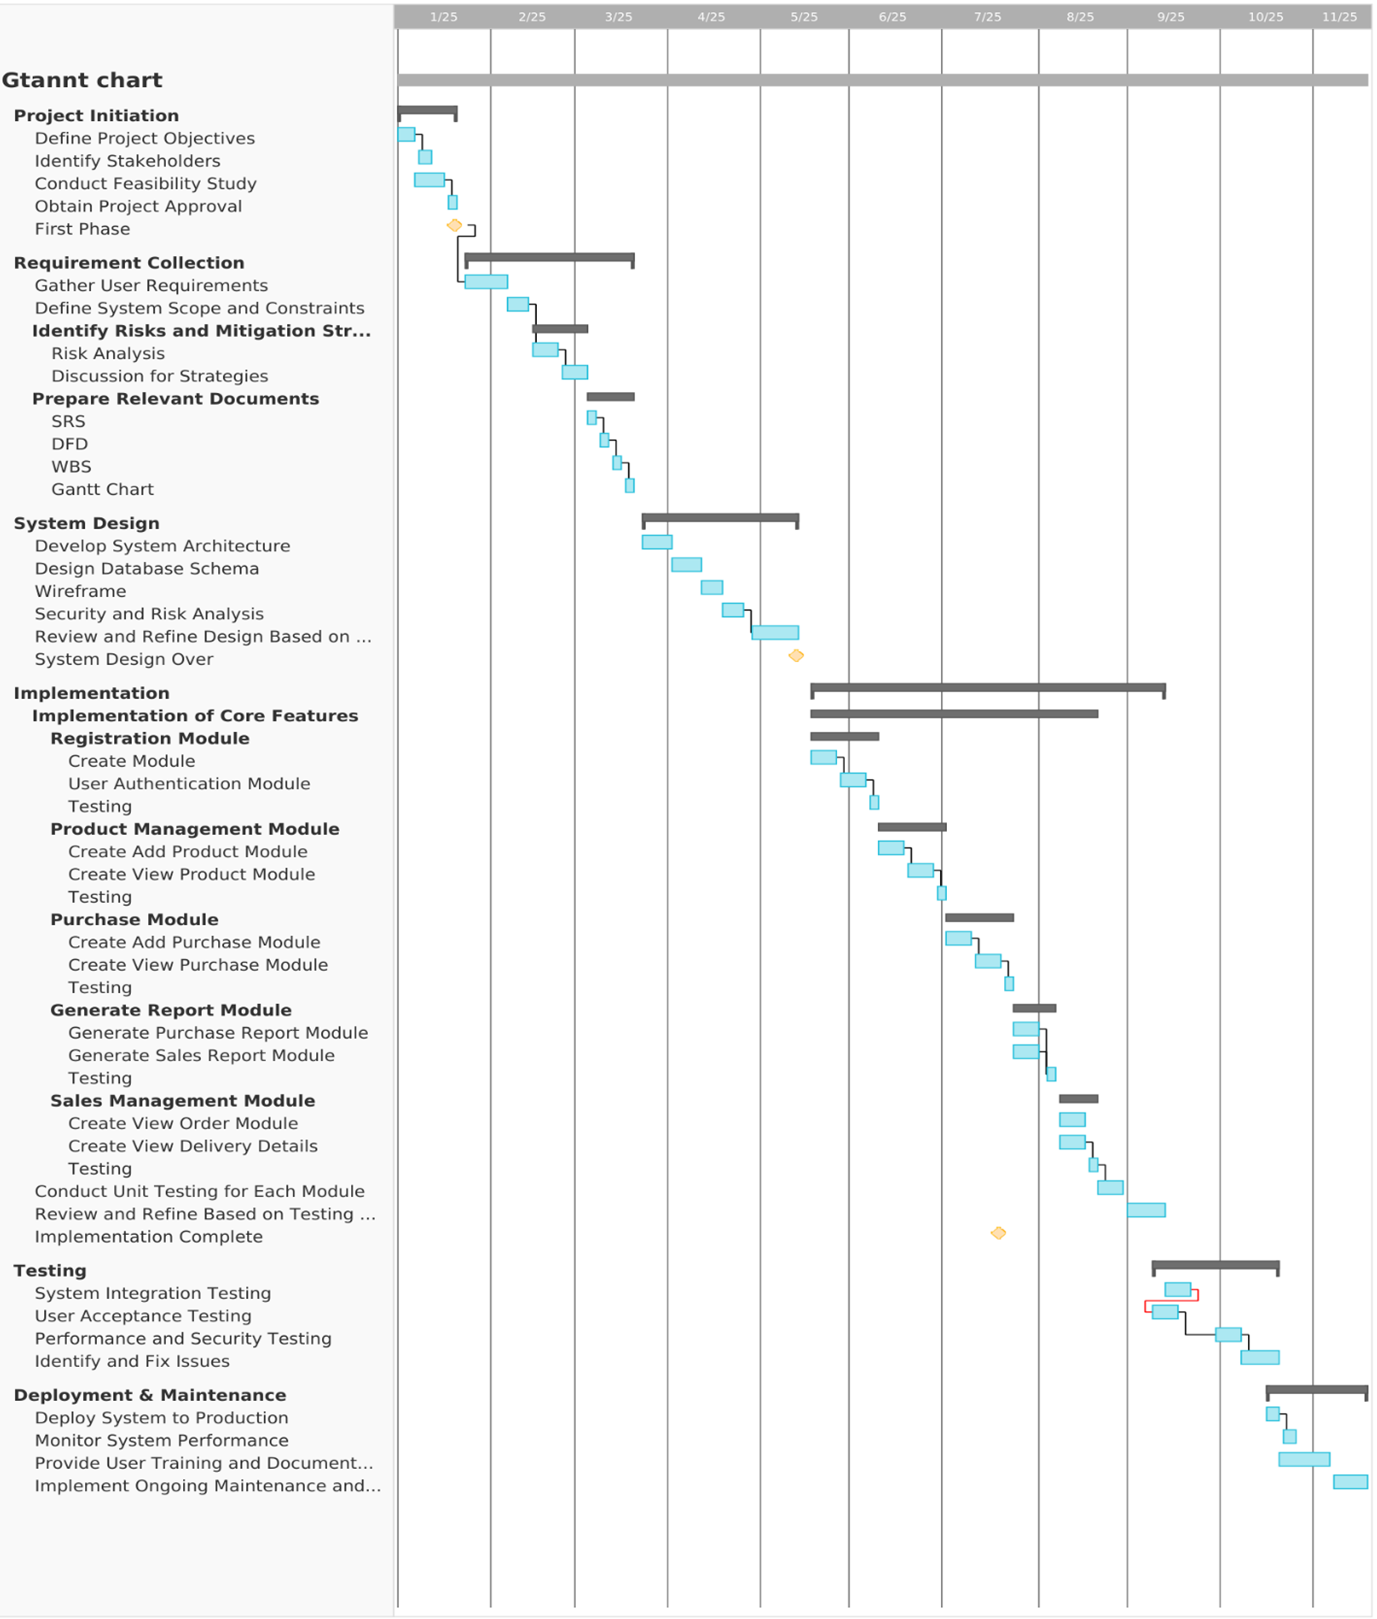 1/25 2/25 3/25 4/25 5/25 6/25 7/25 8/25 9/25 10/25 11/25
Gtannt chart
Project Initiation
Define Project Objectives
Identify Stakeholders
Conduct Feasibility Study
Obtain Project Approval
First Phase
Requirement Collection
Gather User Requirements
Define System Scope and Constraints
Identify Risks and Mitigation Str...
Risk Analysis
Discussion for Strategies
Prepare Relevant Documents
SRS
DFD
WBS
Gantt Chart
System Design
Develop System Architecture
Design Database Schema
Wireframe
Security and Risk Analysis
Review and Refine Design Based on ...
System Design Over
Implementation
Implementation of Core Features
Registration Module
Create Module
User Authentication Module
Testing
Product Management Module
Create Add Product Module
Create View Product Module
Testing
Purchase Module
Create Add Purchase Module
Create View Purchase Module
Testing
Generate Report Module
Generate Purchase Report Module
Generate Sales Report Module
Testing
Sales Management Module
Create View Order Module
Create View Delivery Details
Testing
Conduct Unit Testing for Each Module
Review and Refine Based on Testing ...
Implementation Complete
Testing
System Integration Testing
User Acceptance Testing
Performance and Security Testing
Identify and Fix Issues
Deployment & Maintenance
Deploy System to Production
Monitor System Performance
Provide User Training and Document...
Implement Ongoing Maintenance and...